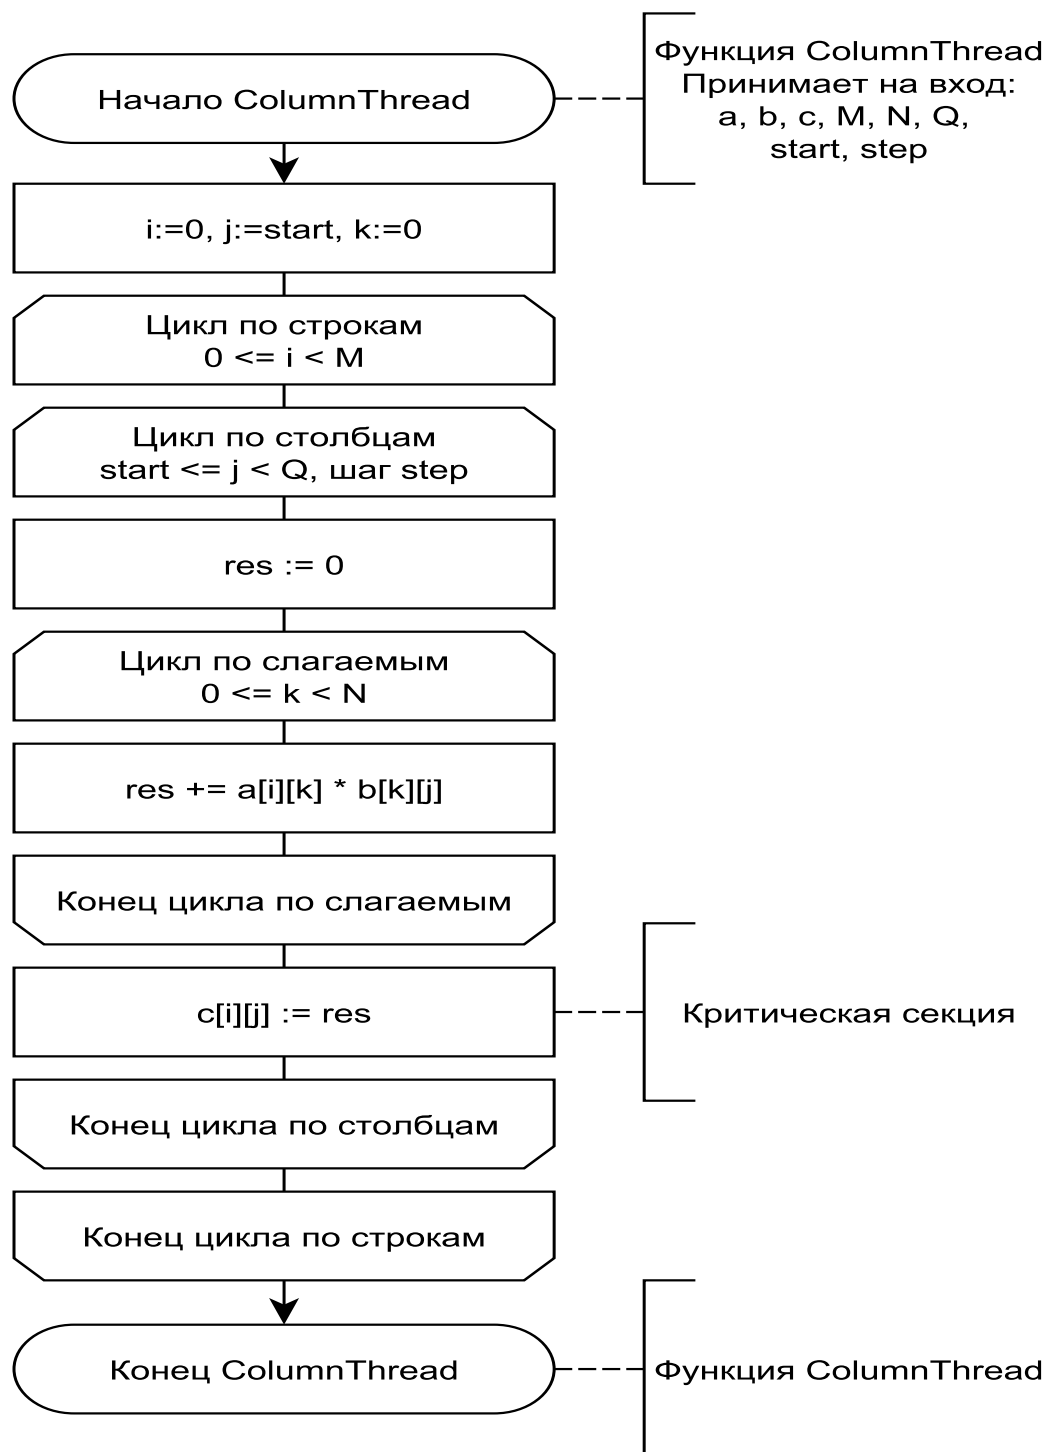 Начало ColumnThread
Функция ColumnThread
Принимает на вход:
a, b, c, M, N, Q,
start, step
i:=0, j:=start, k:=0
Цикл по строкам
0 <= i < M
Цикл по столбцам
start <= j < Q, шаг step
res := 0
Цикл по слагаемым
0 <= k < N
res += a[i][k] * b[k][j]
Конец цикла по слагаемым
c[i][j] := res
Критическая секция
Конец цикла по столбцам
Конец цикла по строкам
Конец ColumnThread
Функция ColumnThread